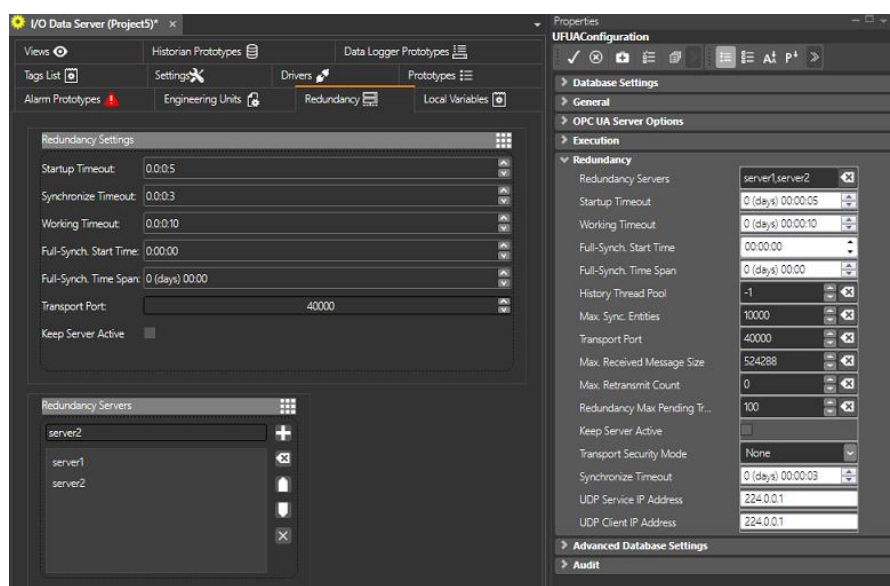 I/O Data Server (Project5)* ×
Views
Historian Prototypes
Data Logger Prototypes
Tags List
Settings
Drivers
Prototypes
Alarm Prototypes
Engineering Units
Redundancy
Local Variables
Redundancy Settings
Startup Timeout: 0.0:0:5
Synchronize Timeout: 0.0:0:3
Working Timeout: 0.0:0:10
Full-Synch. Start Time: 0:00:00
Full-Synch. Time Span: 0 (days) 00:00
Transport Port: 40000
Keep Server Active
Redundancy Servers
server2
server1
server2
Properties
UFUAConfiguration
Database Settings
General
OPC UA Server Options
Execution
Redundancy
Redundancy Servers server1,server2
Startup Timeout 0 (days) 00:00:05
Working Timeout 0 (days) 00:00:10
Full-Synch. Start Time 00:00:00
Full-Synch. Time Span 0 (days) 00:00
History Thread Pool -1
Max. Sync. Entities 10000
Transport Port 40000
Max. Received Message Size 524288
Max. Retransmit Count 0
Redundancy Max Pending Tr... 100
Keep Server Active
Transport Security Mode None
Synchronize Timeout 0 (days) 00:00:03
UDP Service IP Address 224.0.0.1
UDP Client IP Address 224.0.0.1
Advanced Database Settings
Audit